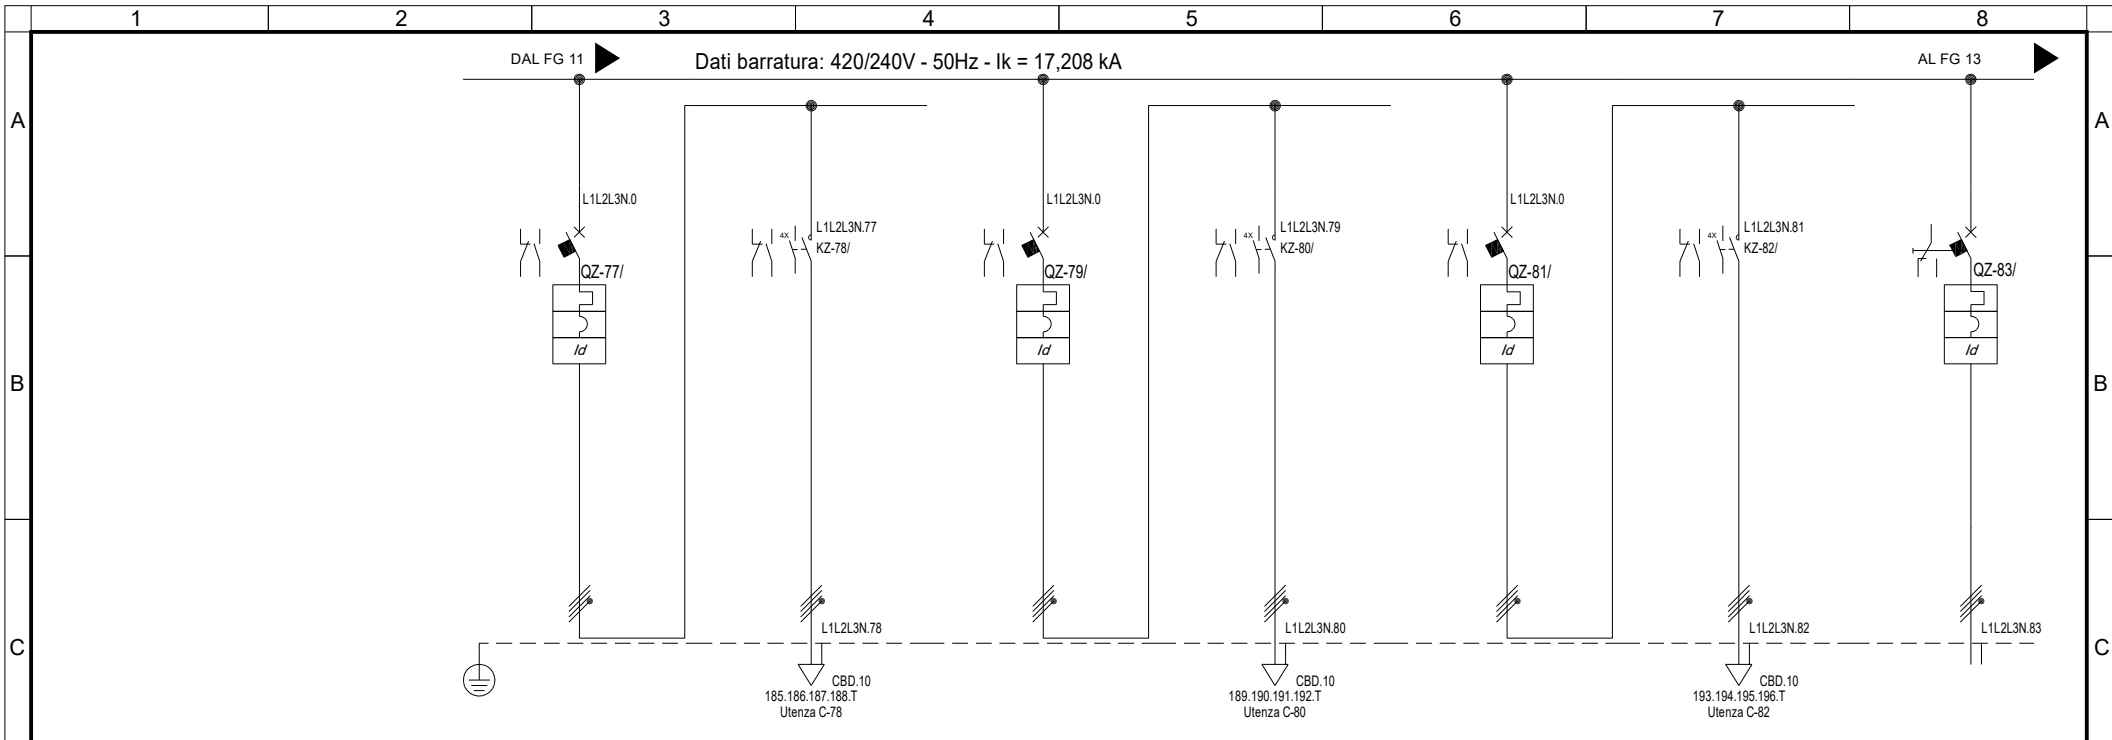 1 2 3 4 5 6 7 8
DAL FG 11
Dati barratura: 420/240V - 50Hz - Ik = 17,208 kA
AL FG 13
A A
L1L2L3N.0
L1L2L3N.0
L1L2L3N.0
4X L1L2L3N.77
KZ-78/
4X L1L2L3N.79
KZ-80/
4X L1L2L3N.81
KZ-82/
QZ-77/
QZ-79/
QZ-81/
QZ-83/
Id
Id
Id
Id
B B
L1L2L3N.78
L1L2L3N.80
L1L2L3N.82
L1L2L3N.83
C C
CBD.10
185.186.187.188.T
Utenza C-78
CBD.10
189.190.191.192.T
Utenza C-80
CBD.10
193.194.195.196.T
Utenza C-82